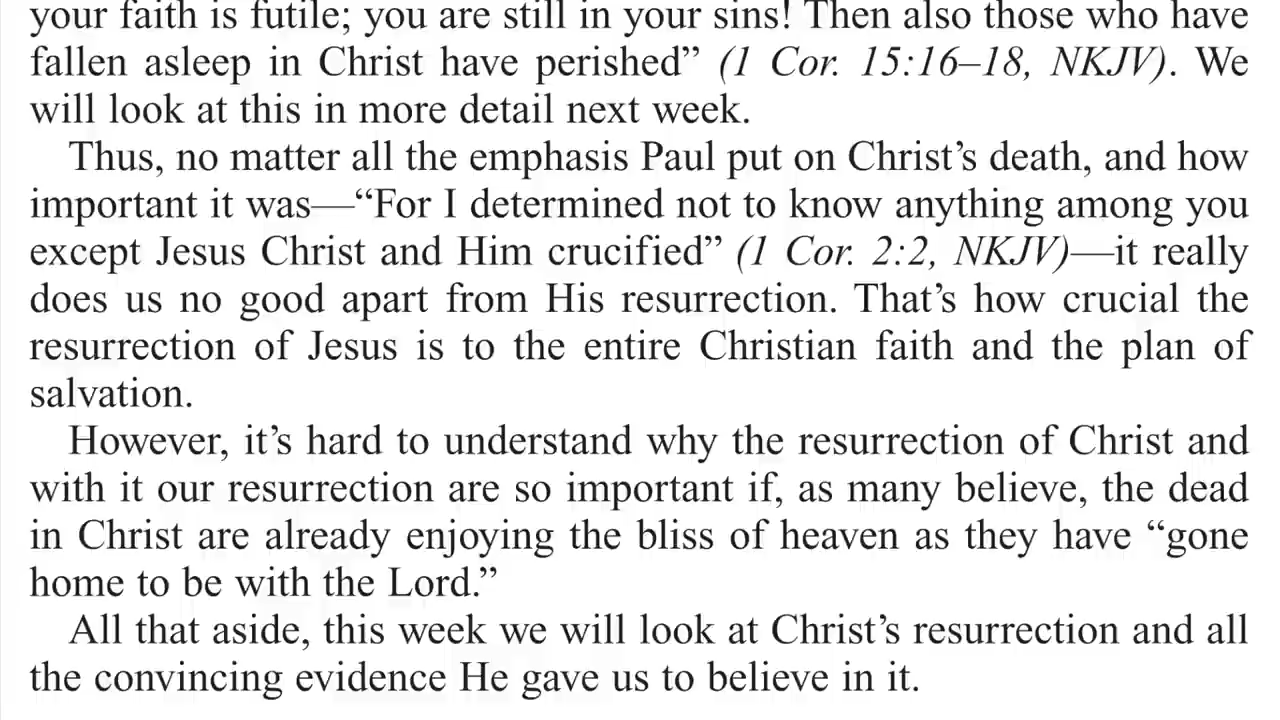 your faith is futile; you are still in your sins! Then also those who have
fallen asleep in Christ have perished” (1 Cor. 15:16–18, NKJV). We
will look at this in more detail next week.
Thus, no matter all the emphasis Paul put on Christ’s death, and how
important it was—“For I determined not to know anything among you
except Jesus Christ and Him crucified” (1 Cor. 2:2, NKJV)—it really
does us no good apart from His resurrection. That’s how crucial the
resurrection of Jesus is to the entire Christian faith and the plan of
salvation.
However, it’s hard to understand why the resurrection of Christ and
with it our resurrection are so important if, as many believe, the dead
in Christ are already enjoying the bliss of heaven as they have “gone
home to be with the Lord.”
All that aside, this week we will look at Christ’s resurrection and all
the convincing evidence He gave us to believe in it.